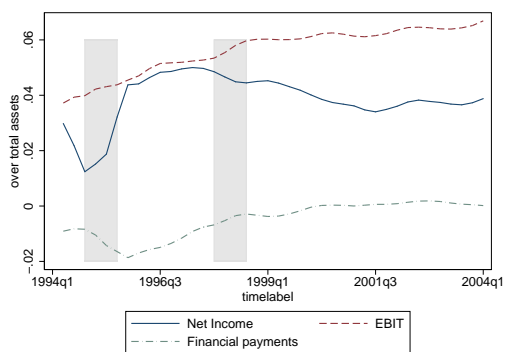 over total assets
.06
.04
.02
0
-.02
1994q1 1996q3 1999q1 2001q3 2004q1
timelabel
Net Income EBIT
Financial payments